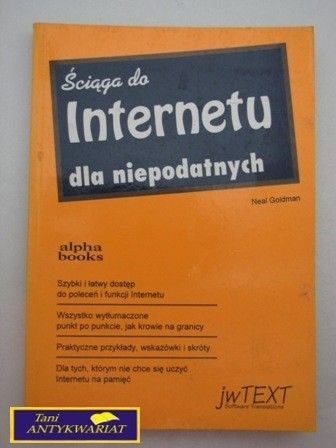 Ściąga do
Internetu
dla niepodatnych
Neal Goldman
alpha
books
Szybki i łatwy dostęp
do poleceń i funkcji Internetu
Wszystko wytłumaczone
punkt po punkcie, jak krowie na granicy
Praktyczne przykłady, wskazówki i skróty
Dla tych, którym nie chce się uczyć
Internetu na pamięć
jwTEXT
Software Translations
Tani
ANTYKWARIAT